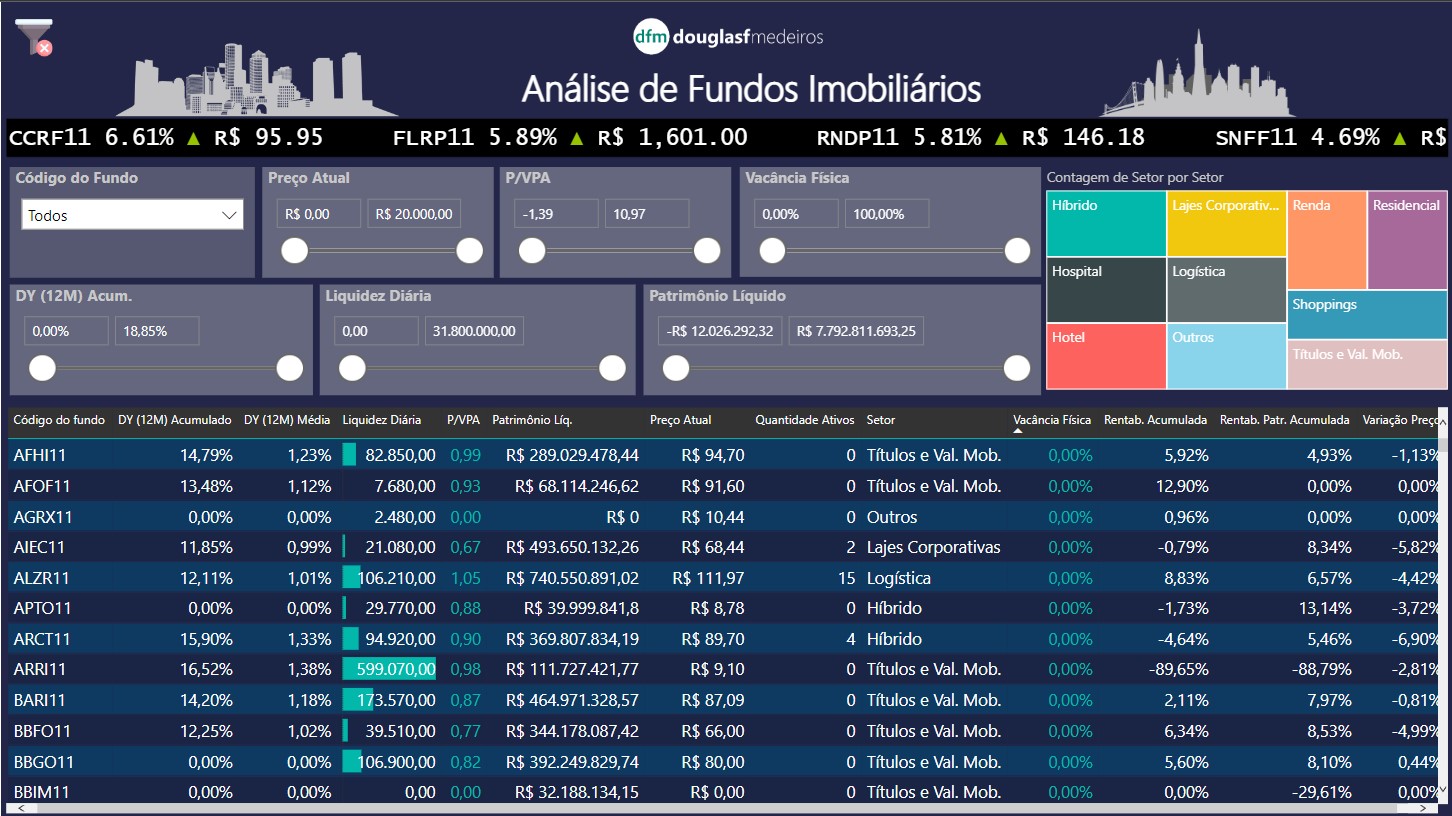 dfm douglasfmedeiros
Análise de Fundos Imobiliários
CCRF11 6.61% ▲ R$ 95.95 FLRP11 5.89% ▲ R$ 1,601.00 RNDP11 5.81% ▲ R$ 146.18 SNFF11 4.69% ▲ R$
Código do Fundo
Todos
Preço Atual
R$ 0,00 R$ 20.000,00
P/VPA
-1,39 10,97
Vacância Física
0,00% 100,00%
DY (12M) Acum.
0,00% 18,85%
Liquidez Diária
0,00 31.800.000,00
Patrimônio Líquido
-R$ 12.026.292,32 R$ 7.792.811.693,25
Contagem de Setor por Setor
Híbrido Lajes Corporativ... Renda Residencial
Hospital Logística
Shoppings
Hotel Outros
Títulos e Val. Mob.
Código do fundo DY (12M) Acumulado DY (12M) Média Liquidez Diária P/VPA Patrimônio Líq. Preço Atual Quantidade Ativos Setor Vacância Física Rentab. Acumulada Rentab. Patr. Acumulada Variação Preço
AFHI11 14,79% 1,23% 82.850,00 0,99 R$ 289.029.478,44 R$ 94,70 0 Títulos e Val. Mob. 0,00% 5,92% 4,93% -1,13%
AFOF11 13,48% 1,12% 7.680,00 0,93 R$ 68.114.246,62 R$ 91,60 0 Títulos e Val. Mob. 0,00% 12,90% 0,00% 0,00%
AGRX11 0,00% 0,00% 2.480,00 0,00 R$ 0 R$ 10,44 0 Outros 0,00% 0,96% 0,00% 0,00%
AIEC11 11,85% 0,99% 21.080,00 0,67 R$ 493.650.132,26 R$ 68,44 2 Lajes Corporativas 0,00% -0,79% 8,34% -5,82%
ALZR11 12,11% 1,01% 106.210,00 1,05 R$ 740.550.891,02 R$ 111,97 15 Logística 0,00% 8,83% 6,57% -4,42%
APTO11 0,00% 0,00% 29.770,00 0,88 R$ 39.999.841,8 R$ 8,78 0 Híbrido 0,00% -1,73% 13,14% -3,72%
ARCT11 15,90% 1,33% 94.920,00 0,90 R$ 369.807.834,19 R$ 89,70 4 Híbrido 0,00% -4,64% 5,46% -6,90%
ARRI11 16,52% 1,38% 599.070,00 0,98 R$ 111.727.421,77 R$ 9,10 0 Títulos e Val. Mob. 0,00% -89,65% -88,79% -2,81%
BARI11 14,20% 1,18% 173.570,00 0,87 R$ 464.971.328,57 R$ 87,09 0 Títulos e Val. Mob. 0,00% 2,11% 7,97% -0,81%
BBFO11 12,25% 1,02% 39.510,00 0,77 R$ 344.178.087,42 R$ 66,00 0 Títulos e Val. Mob. 0,00% 6,34% 8,53% -4,99%
BBGO11 0,00% 0,00% 106.900,00 0,82 R$ 392.249.829,74 R$ 80,00 0 Títulos e Val. Mob. 0,00% 5,60% 8,10% 0,44%
BBIM11 0,00% 0,00% 0,00 0,00 R$ 32.188.134,15 R$ 0,00 0 Títulos e Val. Mob. 0,00% 0,00% -29,61% 0,00%